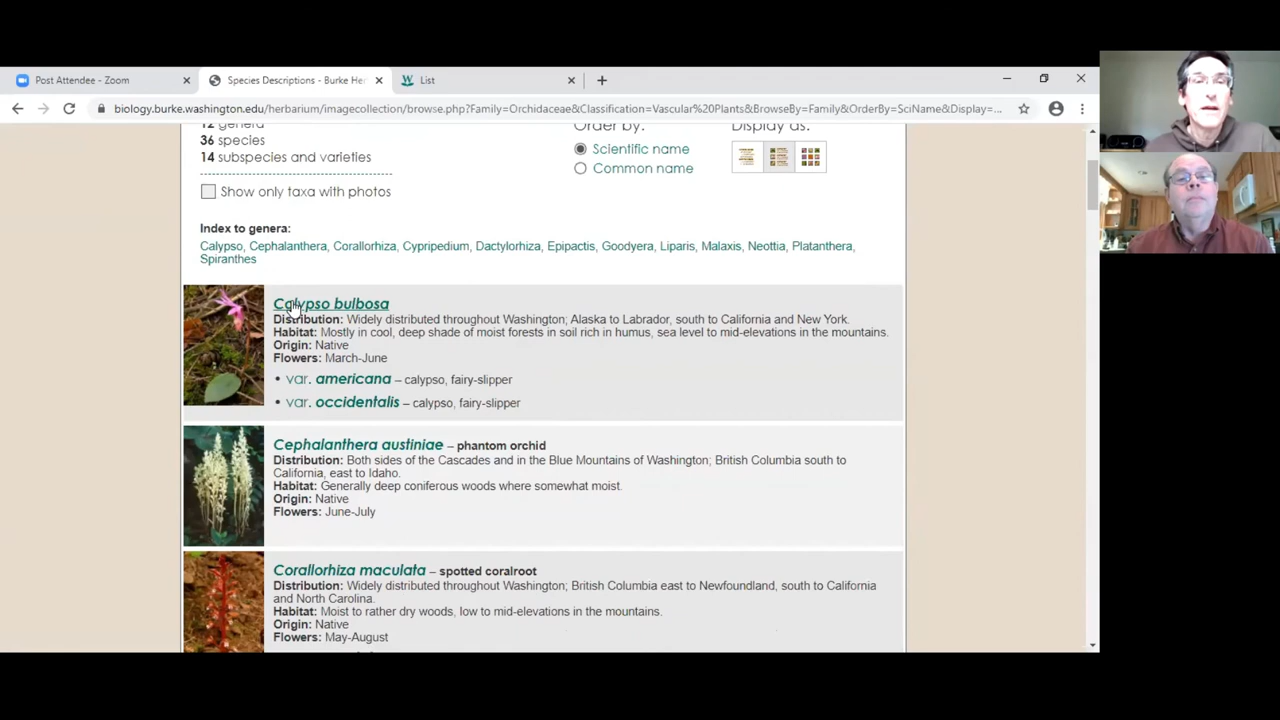 Post Attendee - Zoom
Species Descriptions - Burke Her
List
biology.burke.washington.edu/herbarium/imagecollection/browse.php?Family=Orchidaceae&Classification=Vascular%20Plants&BrowseBy=Family&OrderBy=SciName&Display=...
12 genera
36 species
14 subspecies and varieties
Show only taxa with photos
Order by:
Scientific name
Common name
Display as:
Index to genera:
Calypso, Cephalanthera, Corallorhiza, Cypripedium, Dactylorhiza, Epipactis, Goodyera, Liparis, Malaxis, Neottia, Platanthera,
Spiranthes
Calypso bulbosa
Distribution: Widely distributed throughout Washington; Alaska to Labrador, south to California and New York.
Habitat: Mostly in cool, deep shade of moist forests in soil rich in humus, sea level to mid-elevations in the mountains.
Origin: Native
Flowers: March-June
• var. americana – calypso, fairy-slipper
• var. occidentalis – calypso, fairy-slipper
Cephalanthera austiniae – phantom orchid
Distribution: Both sides of the Cascades and in the Blue Mountains of Washington; British Columbia south to
California, east to Idaho.
Habitat: Generally deep coniferous woods where somewhat moist.
Origin: Native
Flowers: June-July
Corallorhiza maculata – spotted coralroot
Distribution: Widely distributed throughout Washington; British Columbia east to Newfoundland, south to California
and North Carolina.
Habitat: Moist to rather dry woods, low to mid-elevations in the mountains.
Origin: Native
Flowers: May-August